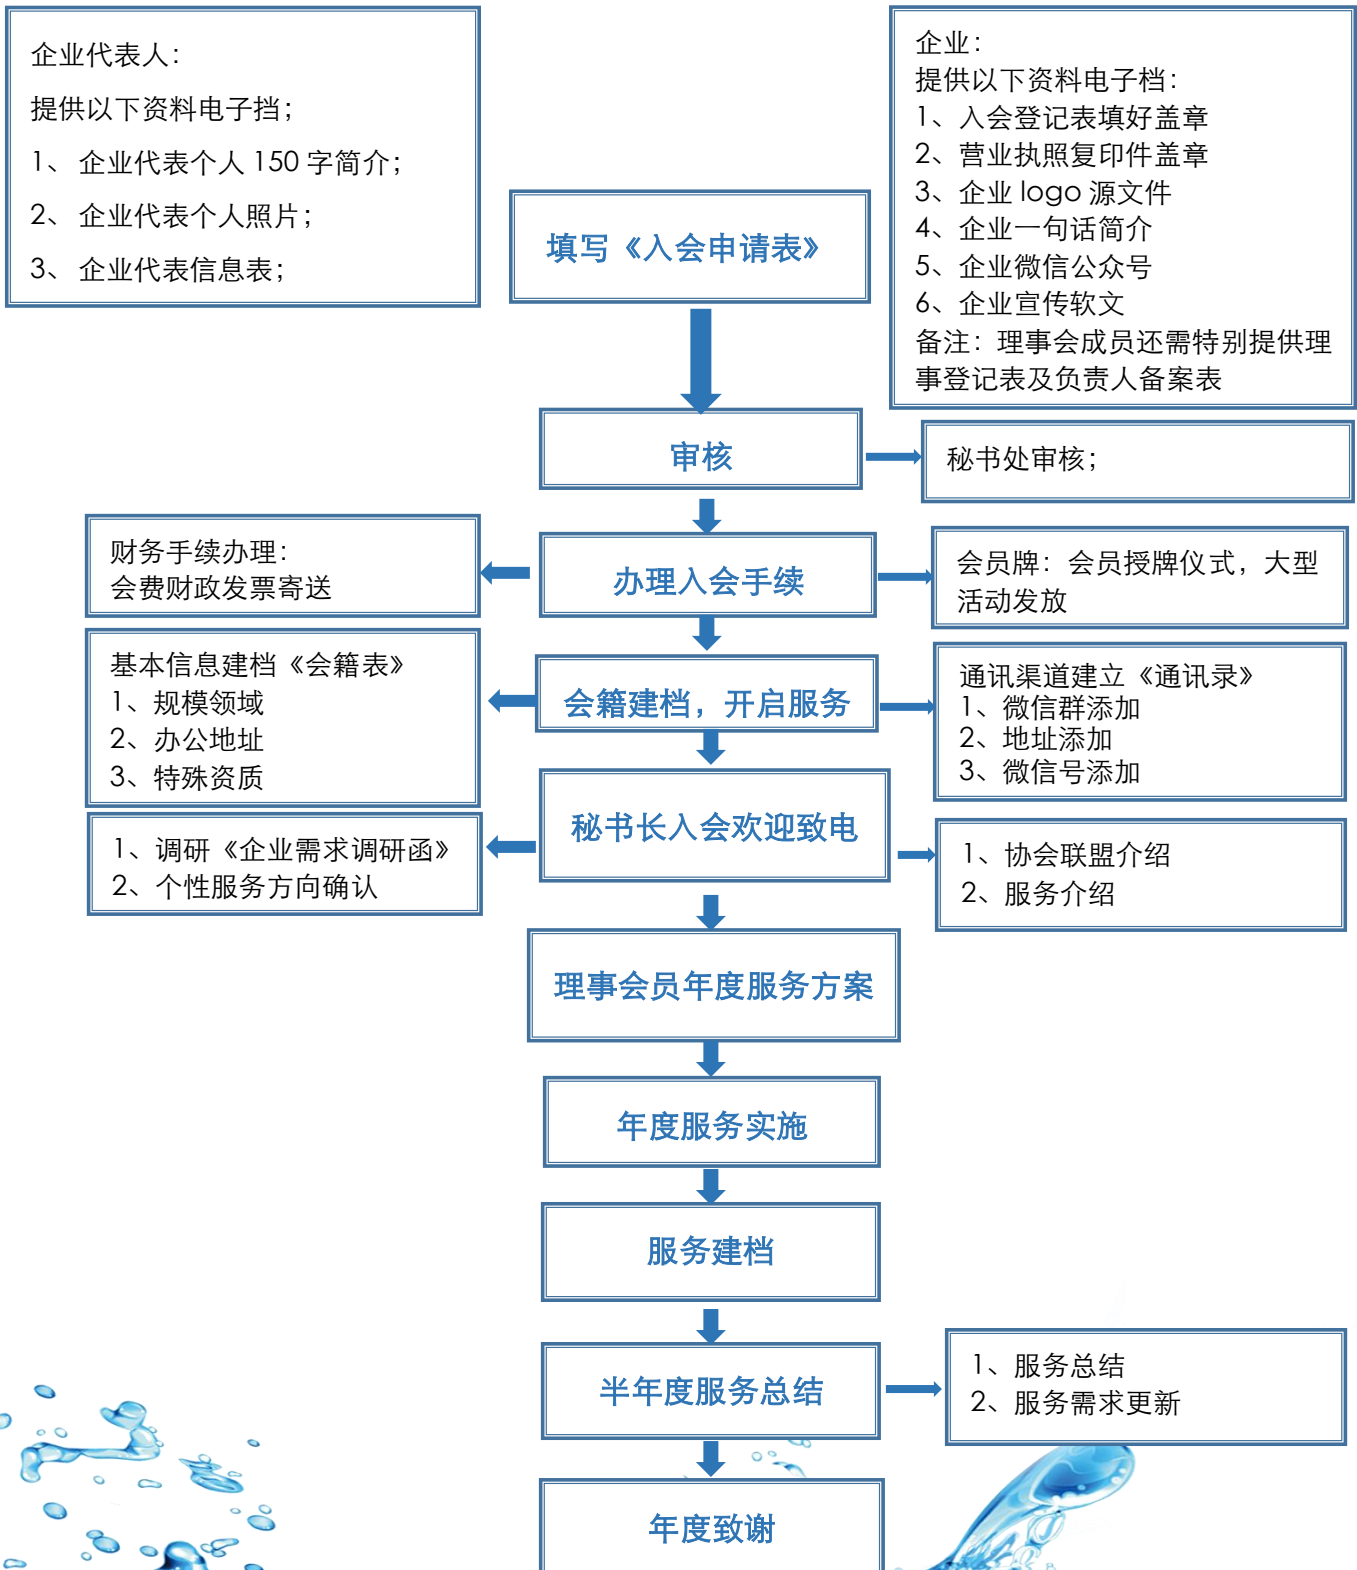 企业代表人：
提供以下资料电子挡；
1、 企业代表个人 150 字简介；
2、 企业代表个人照片；
3、 企业代表信息表；
企业：
提供以下资料电子档：
1、入会登记表填好盖章
2、营业执照复印件盖章
3、企业 logo 源文件
4、企业一句话简介
5、企业微信公众号
6、企业宣传软文
备注：理事会成员还需特别提供理
事登记表及负责人备案表
填写《入会申请表》
审核
秘书处审核；
财务手续办理：
会费财政发票寄送
办理入会手续
会员牌：会员授牌仪式，大型
活动发放
基本信息建档《会籍表》
1、规模领域
2、办公地址
3、特殊资质
会籍建档，开启服务
通讯渠道建立《通讯录》
1、微信群添加
2、地址添加
3、微信号添加
1、调研《企业需求调研函》
2、个性服务方向确认
秘书长入会欢迎致电
1、协会联盟介绍
2、服务介绍
理事会员年度服务方案
年度服务实施
服务建档
半年度服务总结
1、服务总结
2、服务需求更新
年度致谢